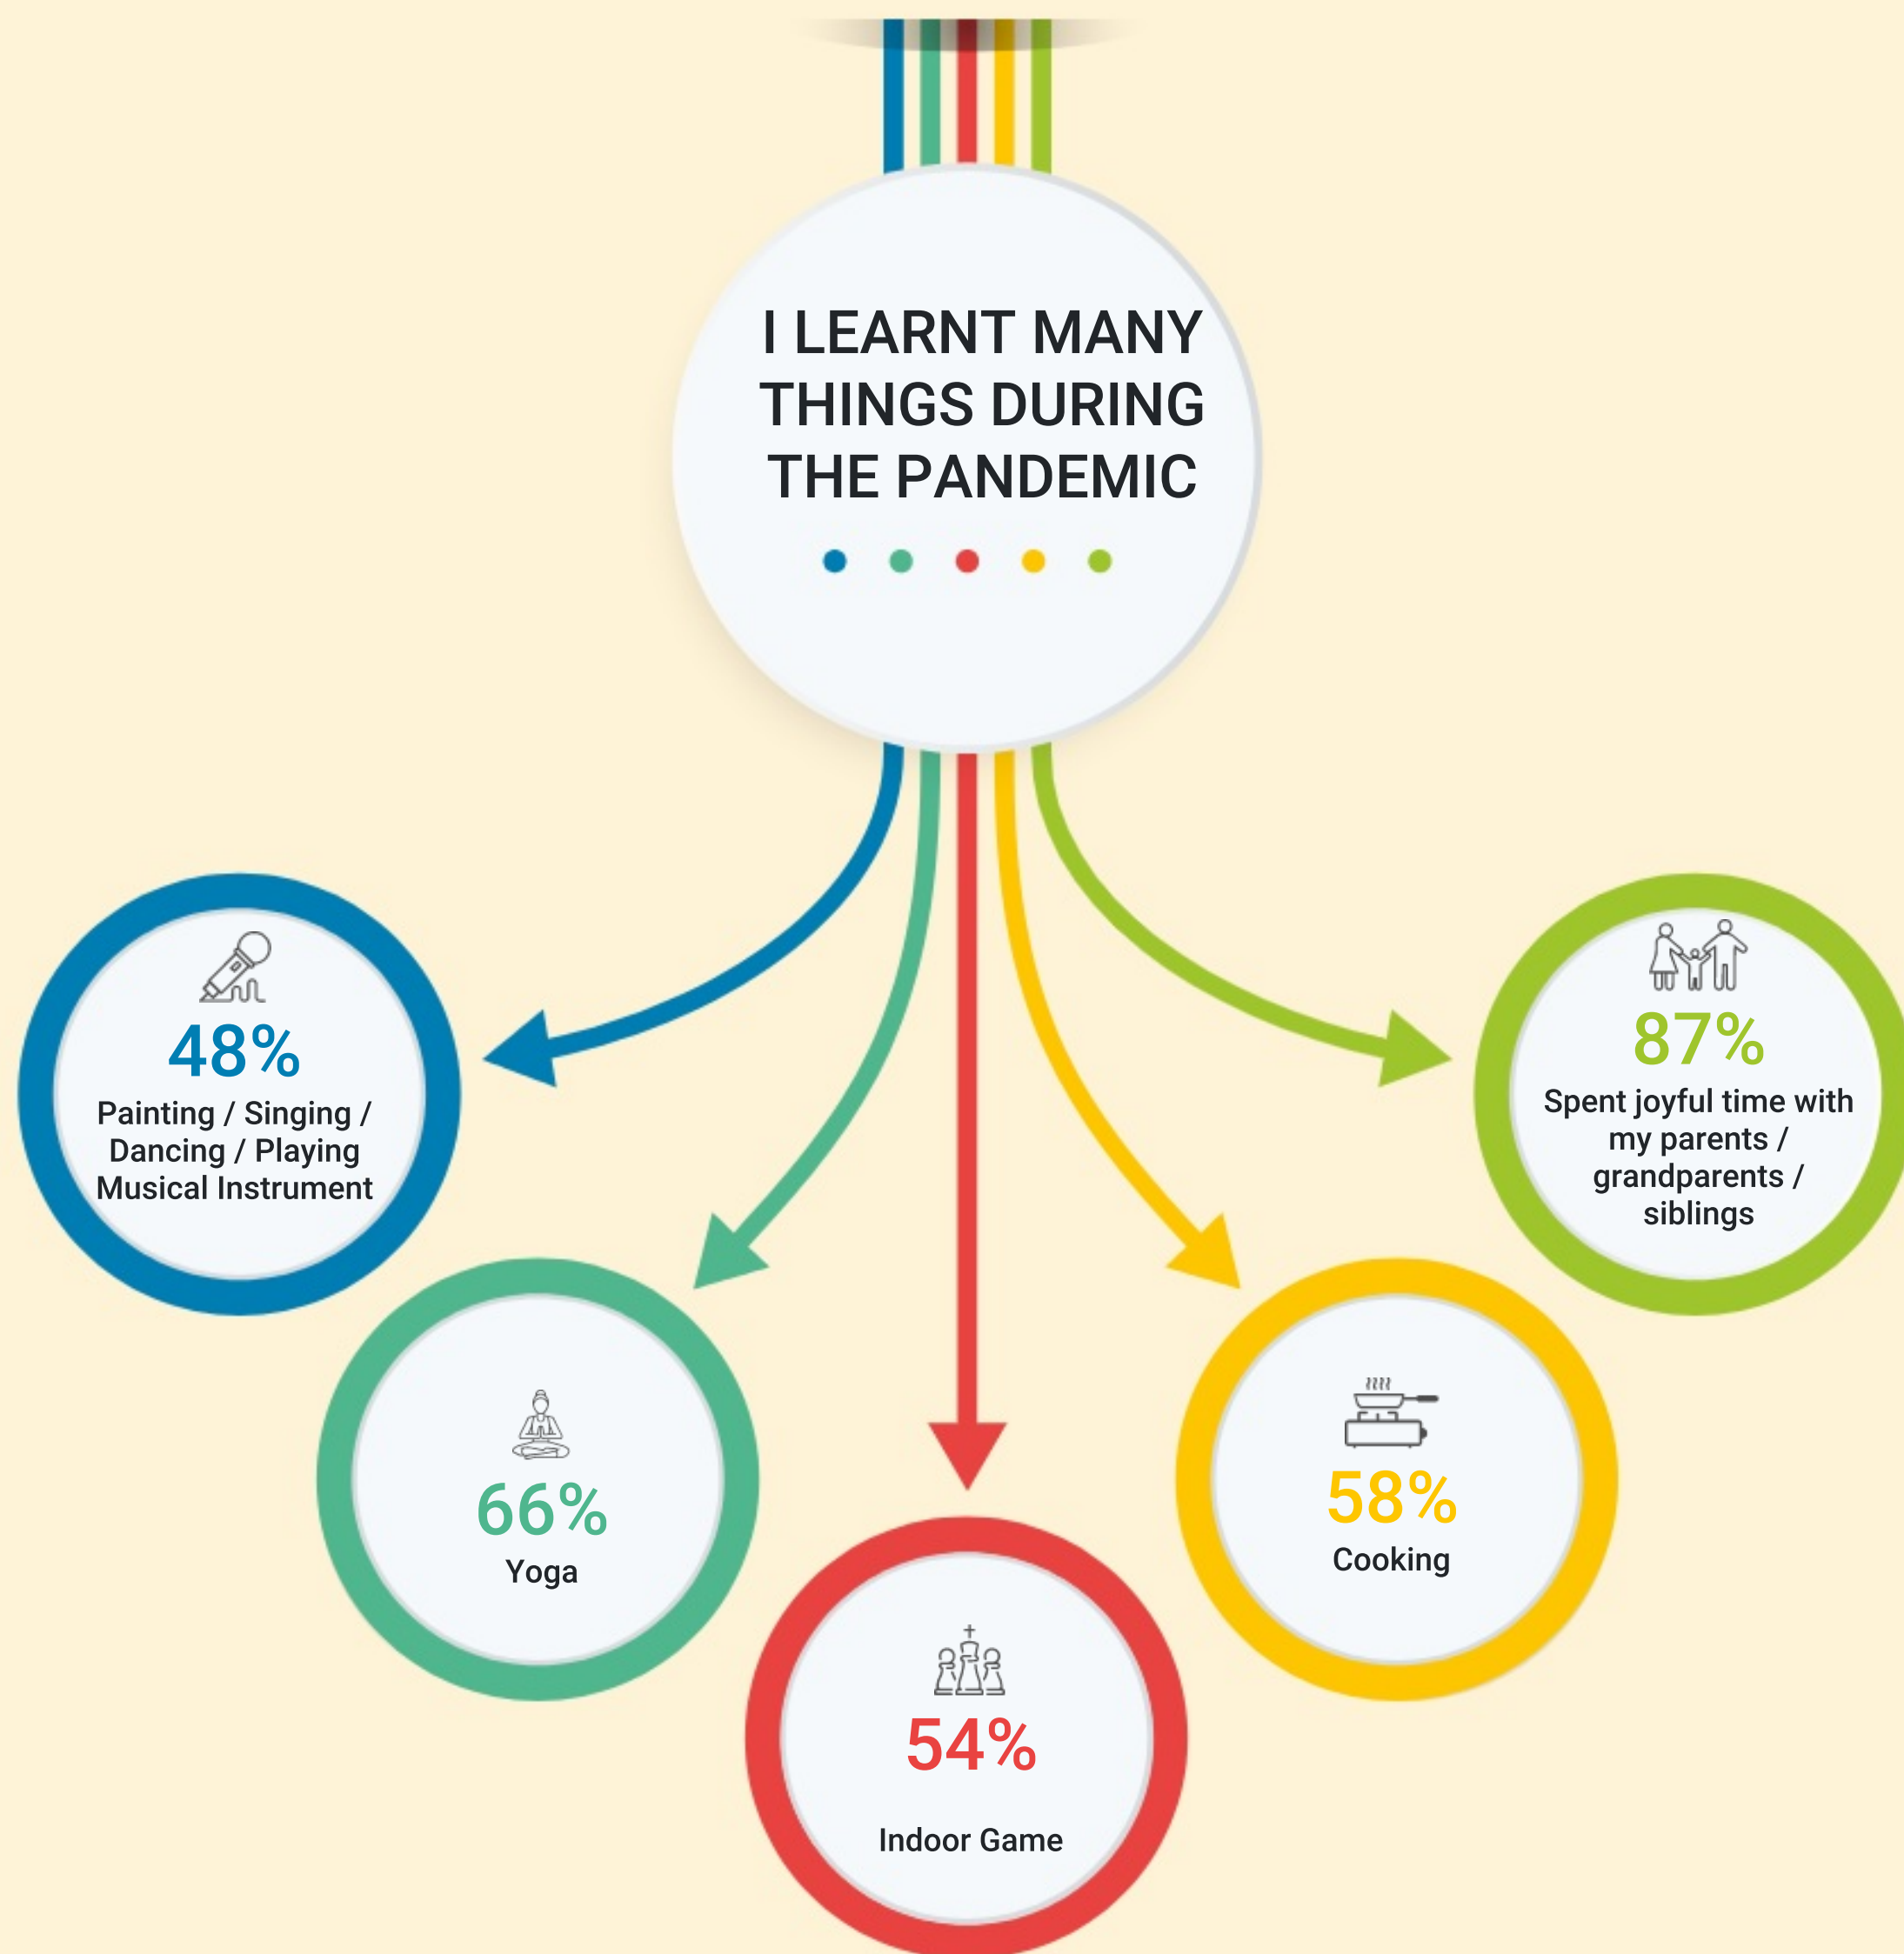 I LEARNT MANY
THINGS DURING
THE PANDEMIC
48%
Painting / Singing /
Dancing / Playing
Musical Instrument
66%
Yoga
54%
Indoor Game
58%
Cooking
87%
Spent joyful time with
my parents /
grandparents /
siblings